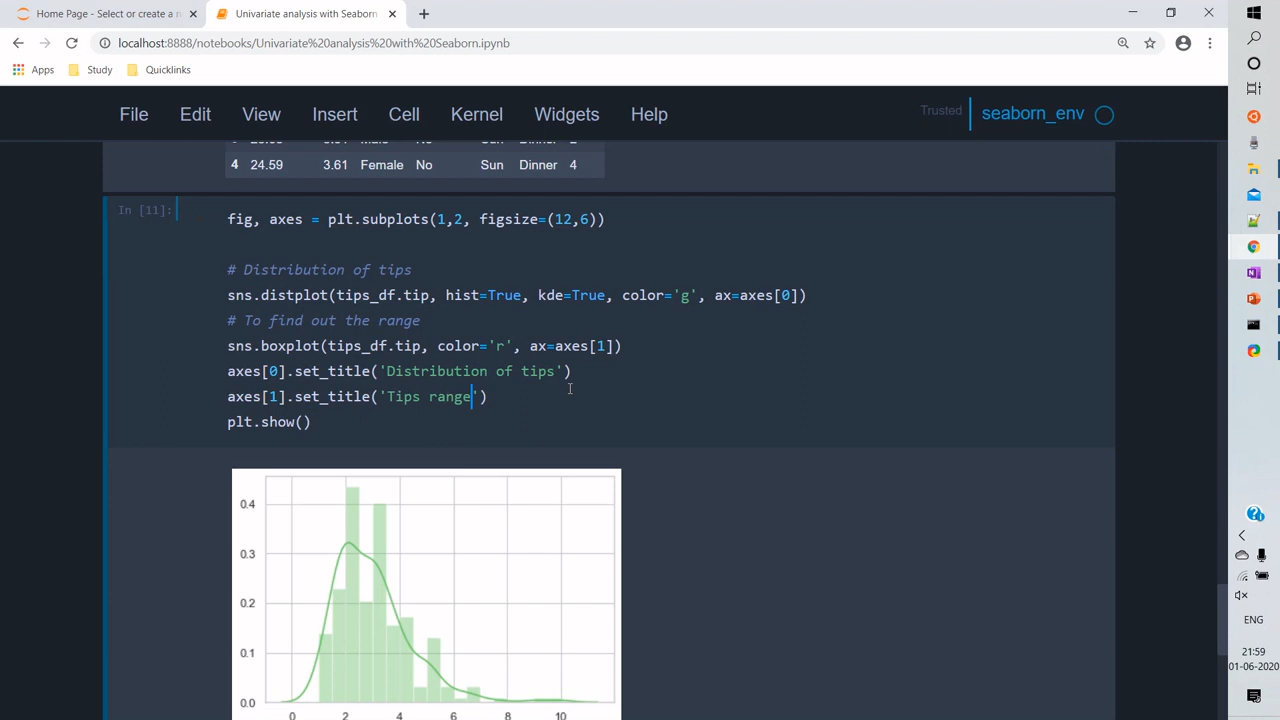 Home Page - Select or create a n
Univariate analysis with Seaborn
localhost:8888/notebooks/Univariate%20analysis%20with%20Seaborn.ipynb
Apps
Study
Quicklinks
File Edit View Insert Cell Kernel Widgets Help
Trusted
seaborn_env
4 24.59 3.61 Female No Sun Dinner 4
In [11]:
fig, axes = plt.subplots(1,2, figsize=(12,6))
# Distribution of tips
sns.distplot(tips_df.tip, hist=True, kde=True, color='g', ax=axes[0])
# To find out the range
sns.boxplot(tips_df.tip, color='r', ax=axes[1])
axes[0].set_title('Distribution of tips')
axes[1].set_title('Tips range')
plt.show()
0.4
0.3
0.2
0.1
0.0
0 2 4 6 8 10
ENG
21:59
01-06-2020